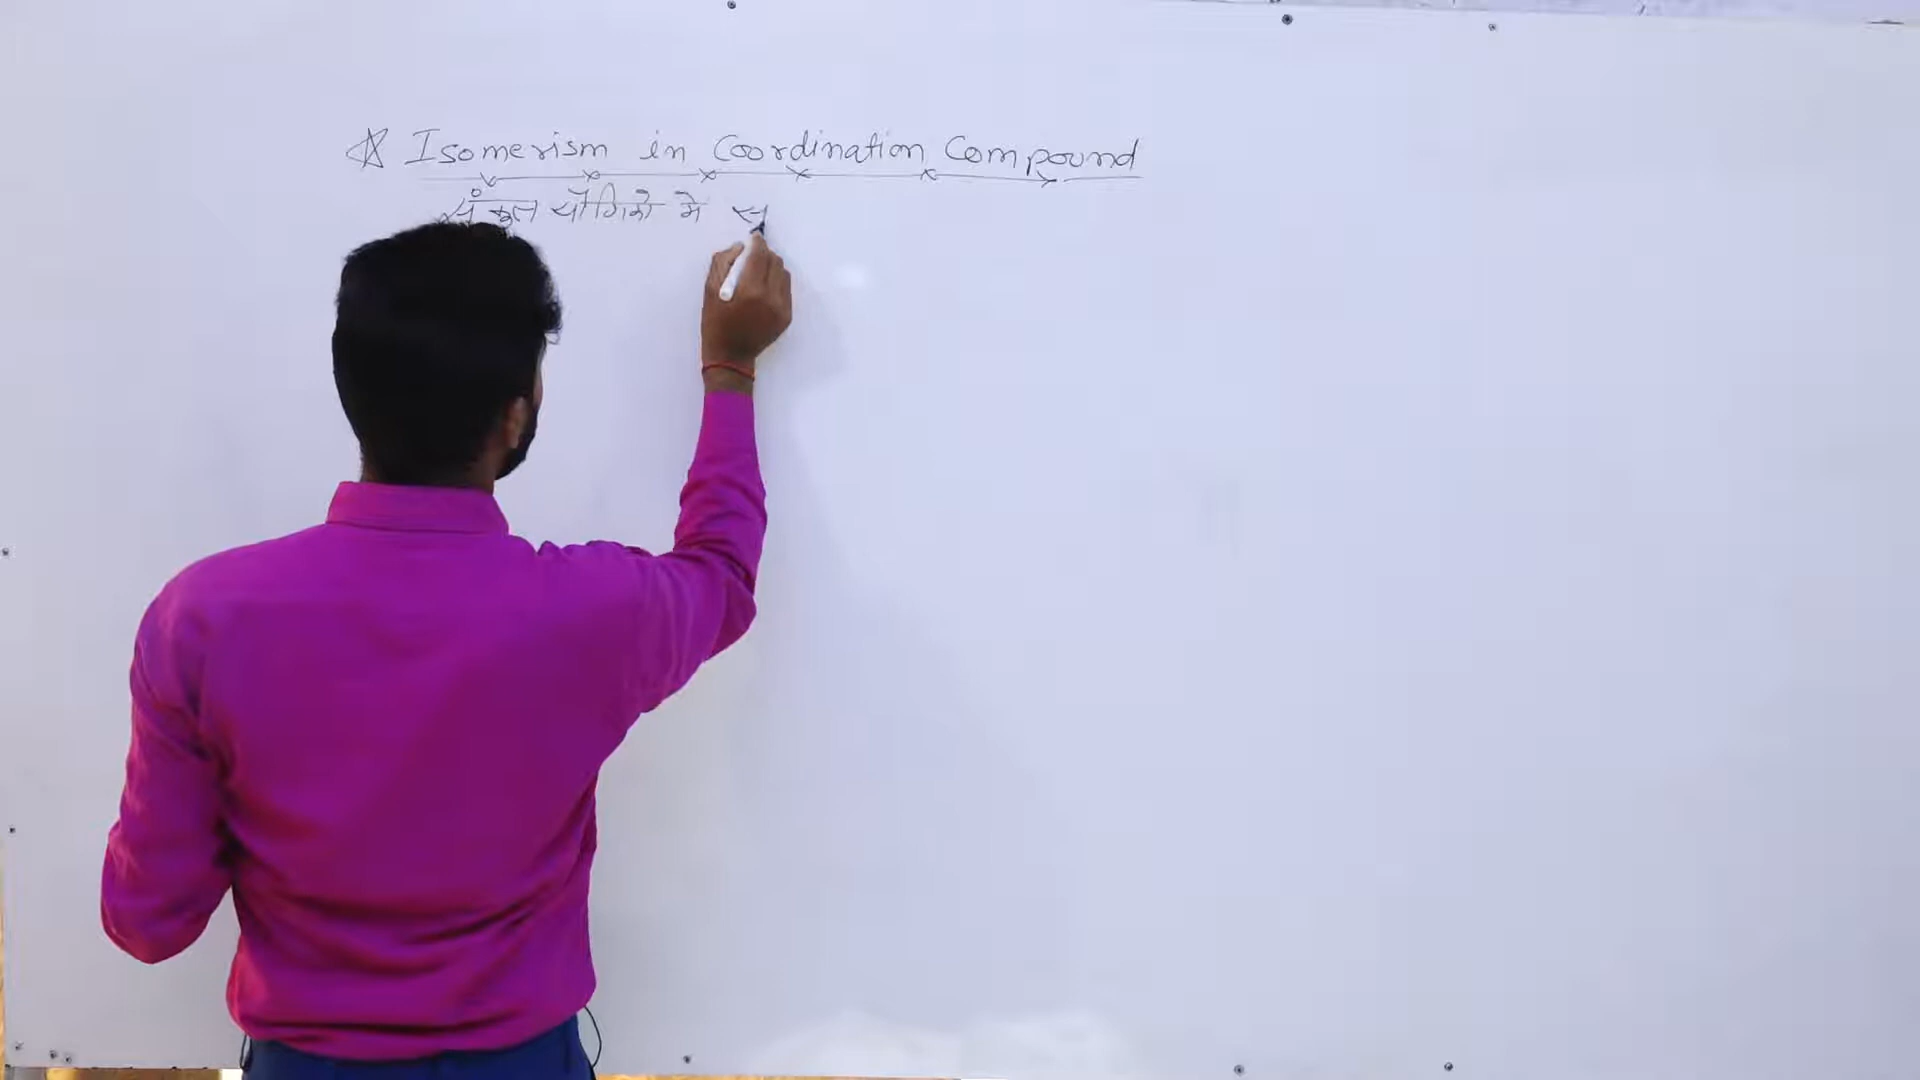 ☆ Isomerism in Coordination Compound
संकुल यौगिको मे स